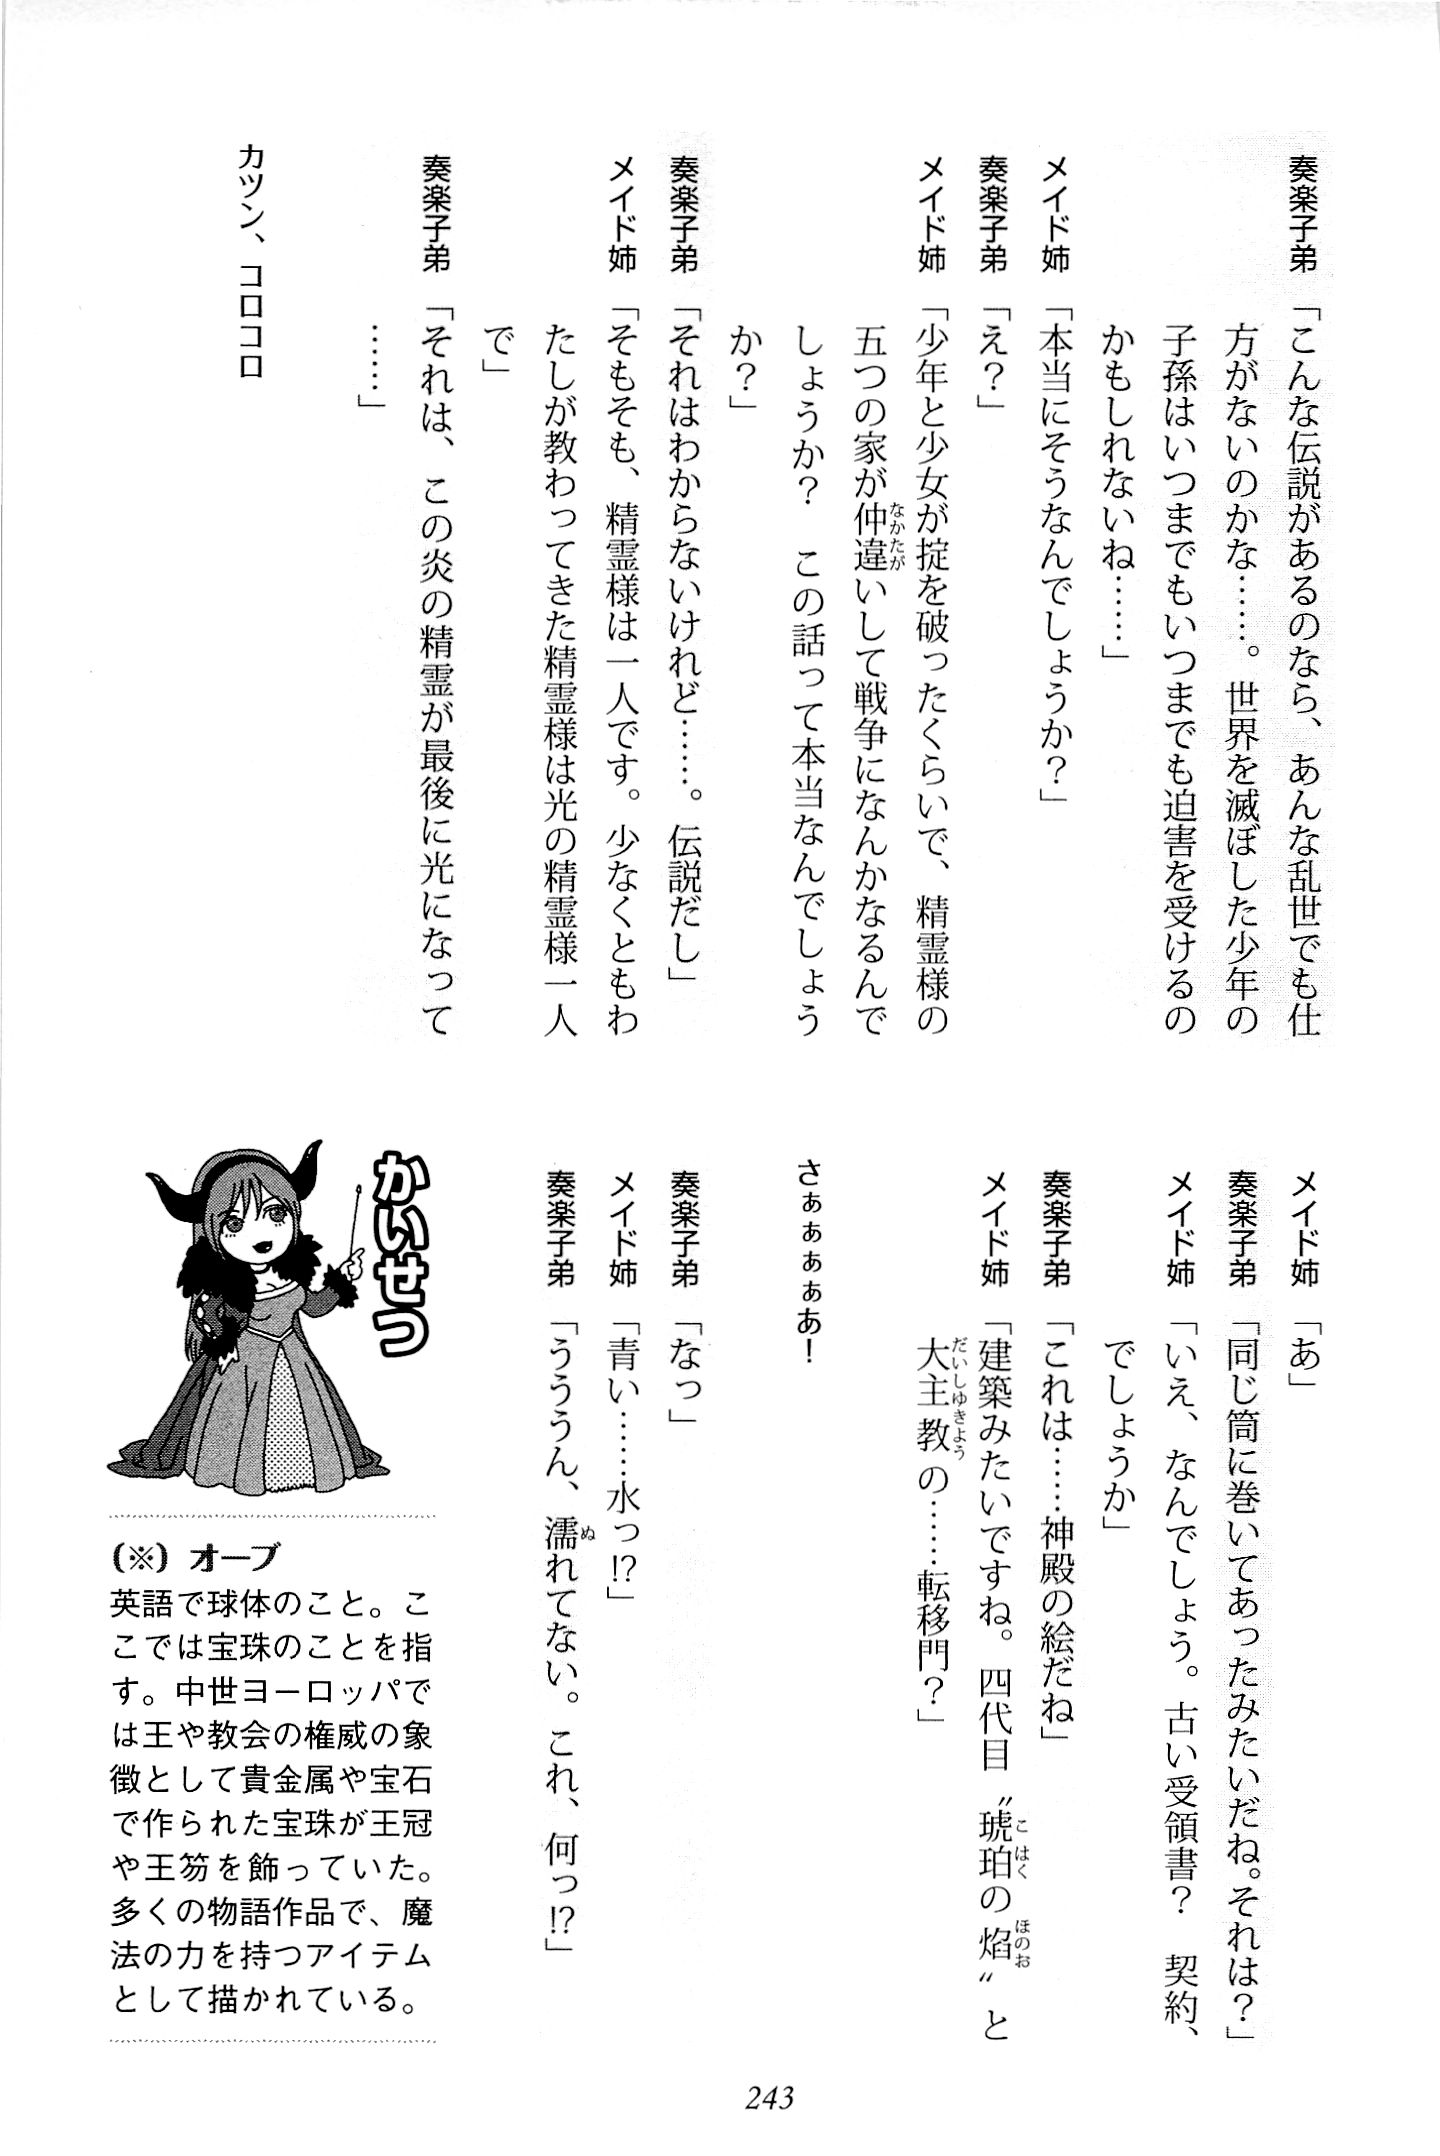 奏楽子弟「こんな伝説があるのなら、あんな乱世でも仕
方がないのかな……。世界を滅ぼした少年の
子孫はいつまでもいつまでも迫害を受けるの
かもしれないね……」
メイド姉「本当にそうなんでしょうか？」
奏楽子弟「え？」
メイド姉「少年と少女が掟を破ったくらいで、精霊様の
五つの家が仲違いして戦争になんかなるんで
しょうか？　この話って本当なんでしょう
か？」
奏楽子弟「それはわからないけれど……。伝説だし」
メイド姉「そもそも、精霊様は一人です。少なくともわ
たしが教わってきた精霊様は光の精霊様一人
で」
奏楽子弟「それは、この炎の精霊が最後に光になって
……」
カツン、コロコロ
メイド姉「あ」
奏楽子弟「同じ筒に巻いてあったみたいだね。それは？」
メイド姉「いえ、なんでしょう。古い受領書？　契約、
でしょうか」
奏楽子弟「これは……神殿の絵だね」
メイド姉「建築みたいですね。四代目〝琥珀の焰〟と
大主教の……転移門？」
さぁぁぁぁあ！
奏楽子弟「なっ」
メイド姉「青い……水っ!?」
奏楽子弟「うううん、濡れてない。これ、何っ!?」
かいせつ
（※）オーブ
英語で球体のこと。こ
こでは宝珠のことを指
す。中世ヨーロッパで
は王や教会の権威の象
徴として貴金属や宝石
で作られた宝珠が王冠
や王笏を飾っていた。
多くの物語作品で、魔
法の力を持つアイテム
として描かれている。
243